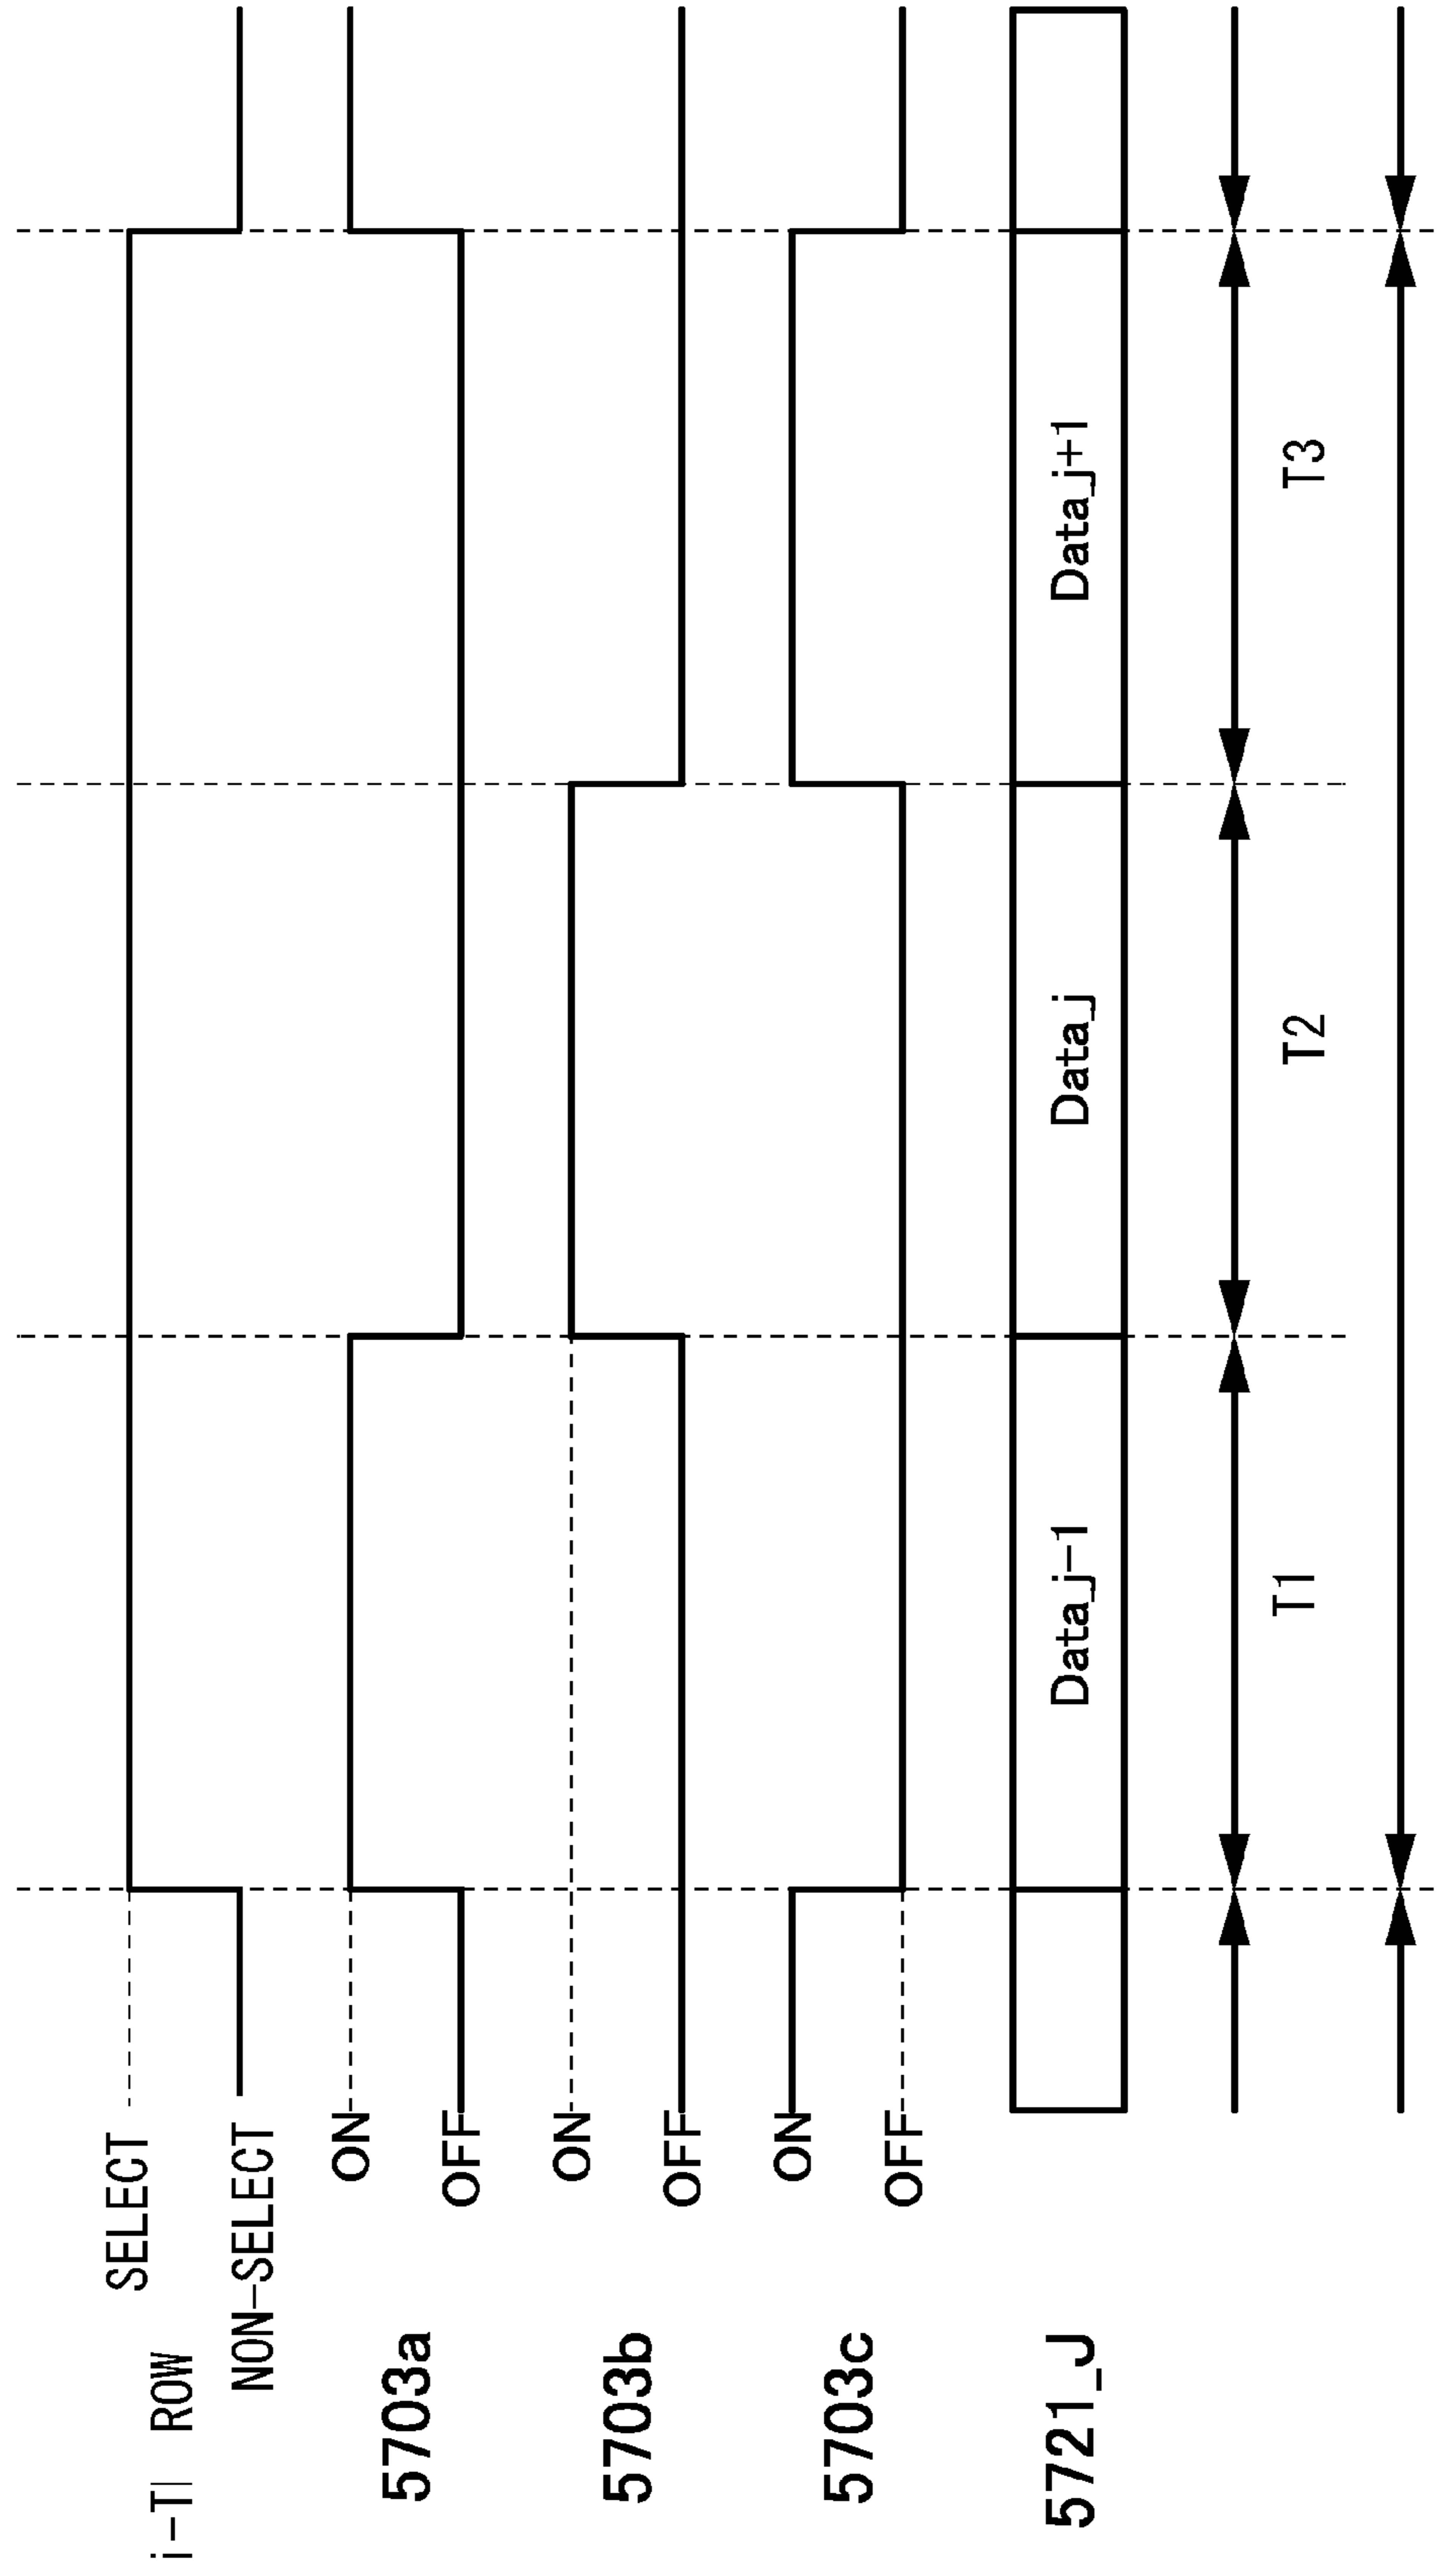 SELECT
i-TI ROW
NON-SELECT
ON
5703a
OFF
ON
5703b
OFF
ON
5703c
OFF
5721_J
Data_j-1
Data_j
Data_j+1
T1
T2
T3